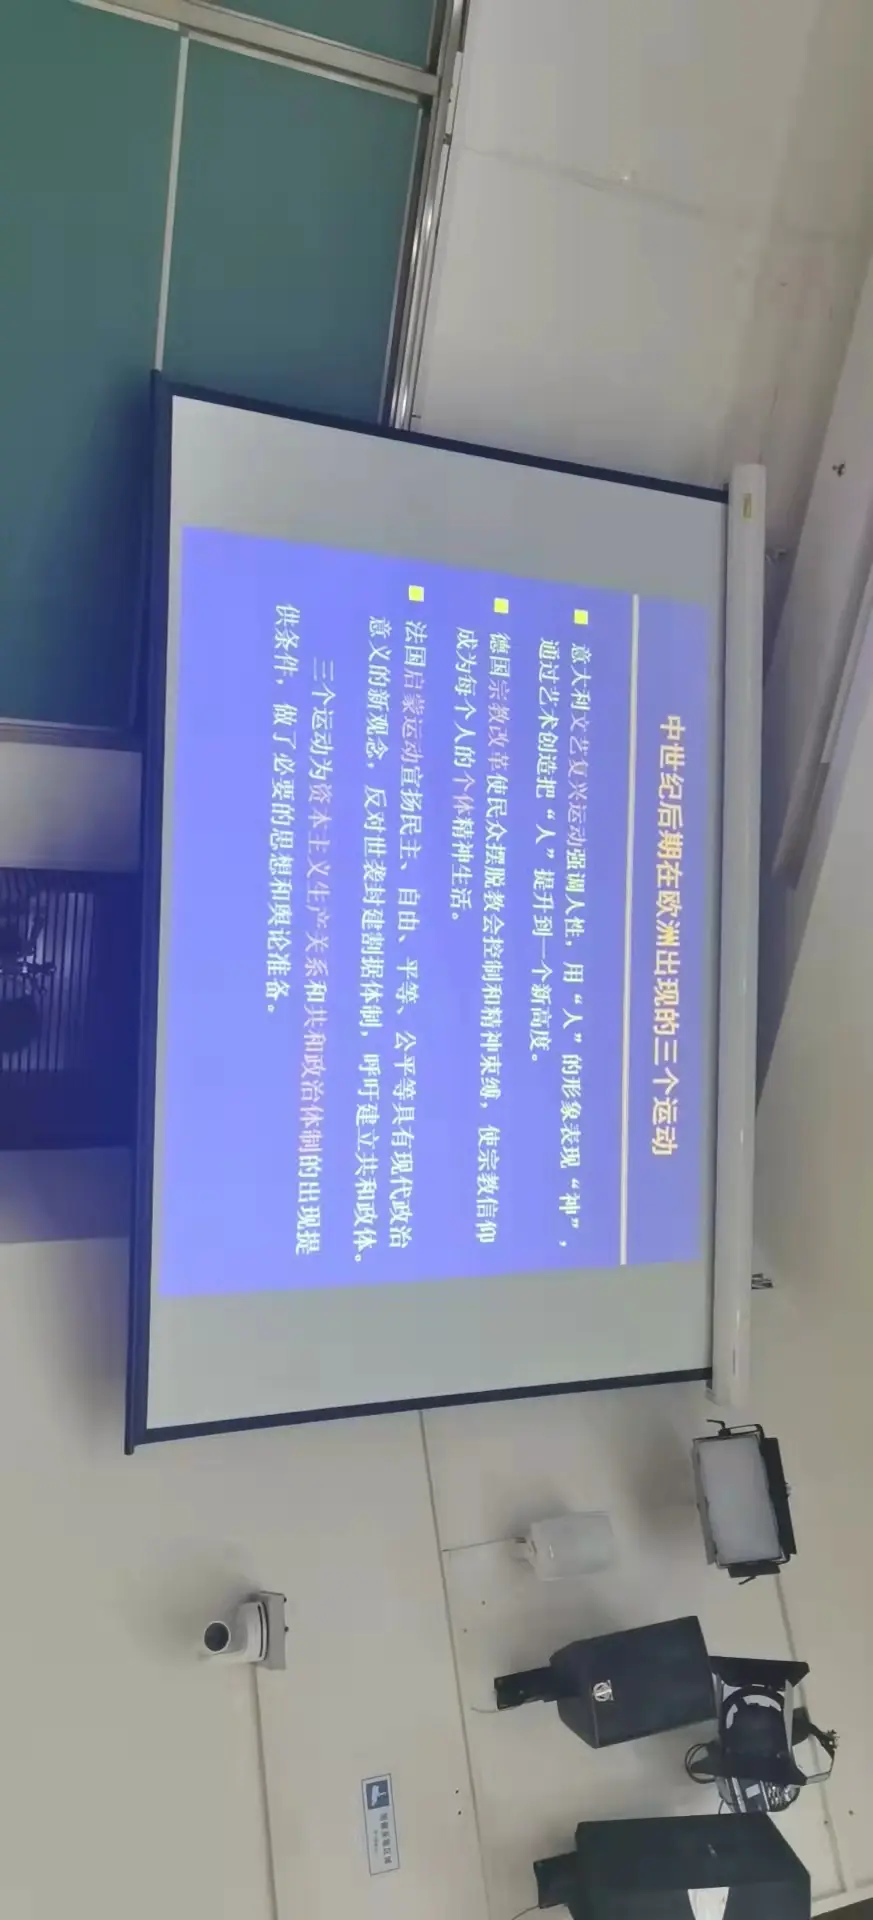 中世纪后期在欧洲出现的三个运动
意大利文艺复兴运动强调人性，用“人”的形象表现“神”，
通过艺术创造把“人”提升到一个新高度。
德国宗教改革使民众摆脱教会控制和精神束缚，使宗教信仰
成为每个人的个体精神生活。
法国启蒙运动宣扬民主、自由、平等、公平等具有现代政治
意义的新观念，反对世袭封建割据体制，呼吁建立共和政体。
三个运动为资本主义生产关系和共和政治体制的出现提
供条件，做了必要的思想和舆论准备。